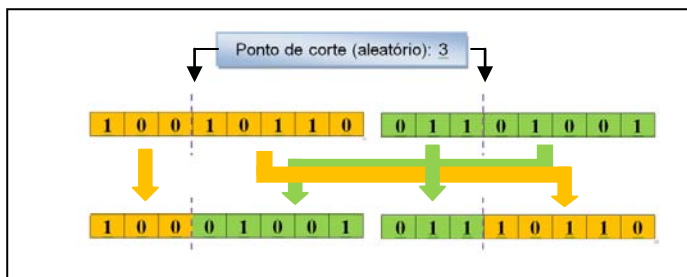 Ponto de corte (aleatório): 3
1 0 0 1 0 1 1 0 0 1 1 0 1 0 0 1
1 0 0 0 1 0 0 1 0 1 1 1 0 1 1 0